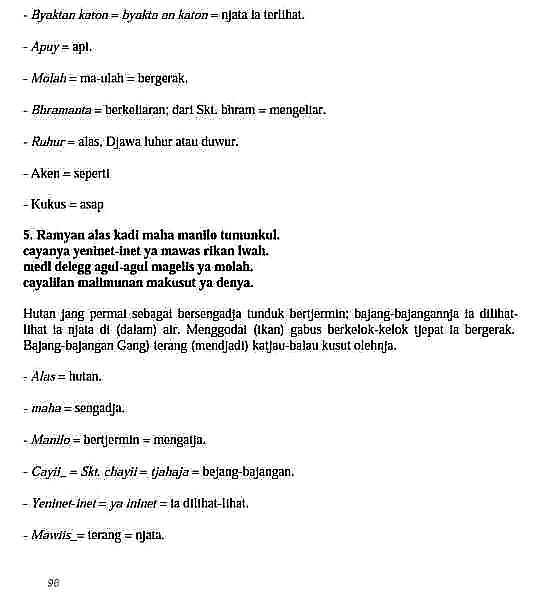 - Byaktan katon = byakta an katon = njata ia terlihat.
- Apuy = api.
- Molah = ma-ulah = bergerak.
- Bhramanta = berkeliaran; dari Skt. bhram = mengeliar.
- Ruhur = alas, Djawa luhur atau duwur.
- Aken = seperti
- Kukus = asap
5. Ramyan alas kadi maha manilo tumunkul.
cayanya yeninet-inet ya mawas rikan lwah.
medi delegg agul-agul magelis ya molah.
cayalilan malimunan makusut ya denya.
Hutan jang permai sebagai bersengadja tunduk bertjermin; bajang-bajangannja ia dilihat-
lihat ia njata di (dalam) air. Menggodai (ikan) gabus berkelok-kelok tjepat ia bergerak.
Bajang-bajangan Gang) terang (mendjadi) katjau-balau kusut olehnja.
- Alas = hutan.
- maha = sengadja.
- Manilo = bertjermin = mengatja.
- Cayii_ = Skt. chayii = tjahaja = bejang-bajangan.
- Yeninet-inet = ya ininet = ia dilihat-lihat.
- Mawiis_= terang = njata.
96